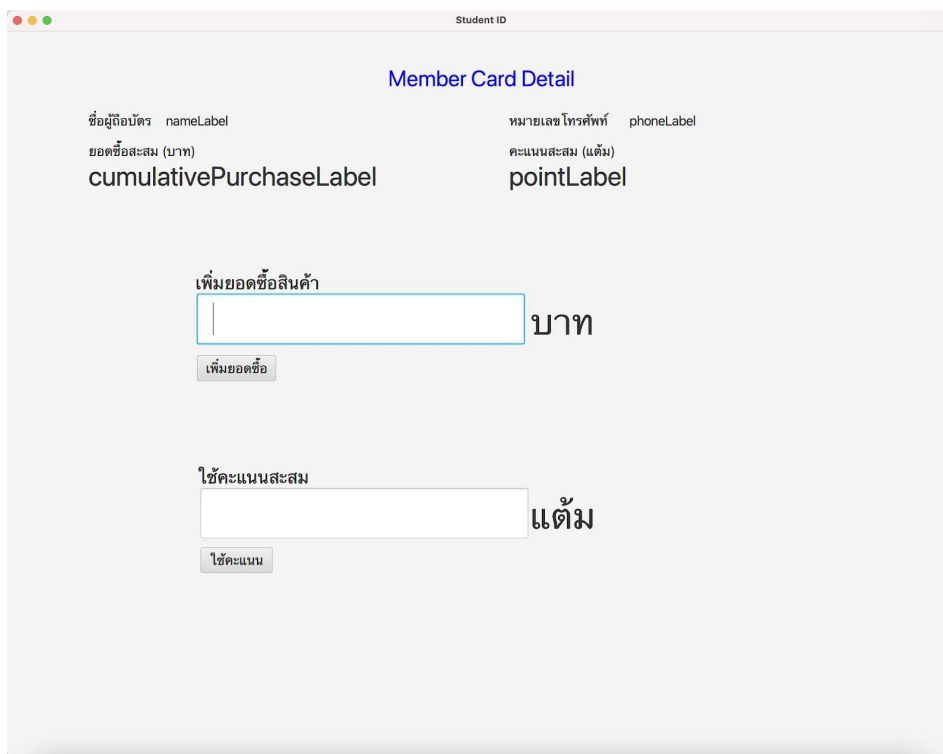 Student ID
Member Card Detail
ชื่อผู้ถือบัตร nameLabel หมายเลขโทรศัพท์ phoneLabel
ยอดซื้อสะสม (บาท) คะแนนสะสม (แต้ม)
cumulativePurchaseLabel pointLabel
เพิ่มยอดซื้อสินค้า
บาท
เพิ่มยอดซื้อ
ใช้คะแนนสะสม
แต้ม
ใช้คะแนน